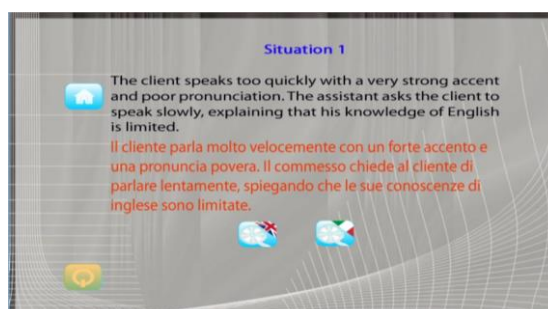 Situation 1
The client speaks too quickly with a very strong accent
and poor pronunciation. The assistant asks the client to
speak slowly, explaining that his knowledge of English
is limited.
Il cliente parla molto velocemente con un forte accento e
una pronuncia povera. Il commesso chiede al cliente di
parlare lentamente, spiegando che le sue conoscenze di
inglese sono limitate.